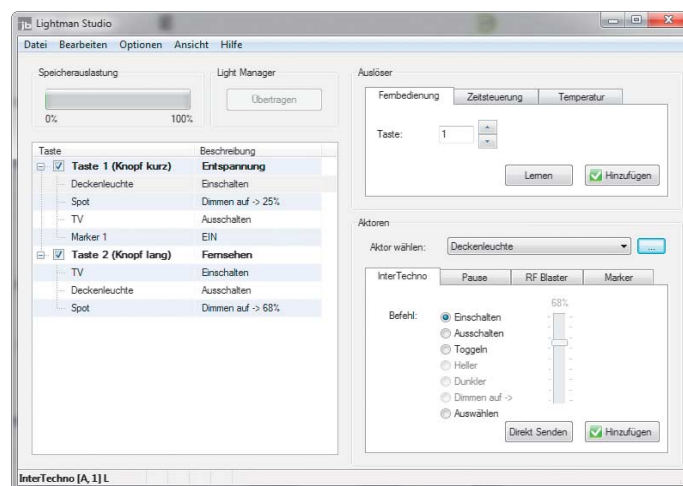 jb Lightman Studio
Datei Bearbeiten Optionen Ansicht Hilfe
Speicherauslastung
0% 100%
Light Manager
Übertragen
Taste Beschreibung
Taste 1 (Knopf kurz) Entspannung
Deckenleuchte Einschalten
Spot Dimmen auf -> 25%
TV Ausschalten
Marker 1 EIN
Taste 2 (Knopf lang) Fernsehen
TV Einschalten
Deckenleuchte Ausschalten
Spot Dimmen auf -> 68%
Auslöser
Fernbedienung Zeitsteuerung Temperatur
Taste: 1
Lernen Hinzufügen
Aktoren
Aktor wählen: Deckenleuchte ...
InterTechno Pause RF Blaster Marker
68%
Befehl: Einschalten
Ausschalten
Toggeln
Heller
Dunkler
Dimmen auf ->
Auswählen
Direkt Senden Hinzufügen
InterTechno [A, 1] L